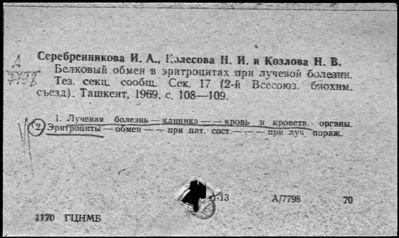 Серебренникова И. А., Колесова Н. И. и Козлова Н. В.
Белковый обмен в эритроцитах при лучевой болезни.
Тез. секц. сообщ. Сек. 17 (2-й Всесоюз. биохим.
съезд). Ташкент, 1969, с. 108—109.
А
7798
1. Лучевая болезнь — клиника — — кровь и кроветв. органы.
2. Эритроциты — обмен — — при пат. сост. — — — при луч. пораж.
-13 А/7798 70
1170 ГЦНМБ